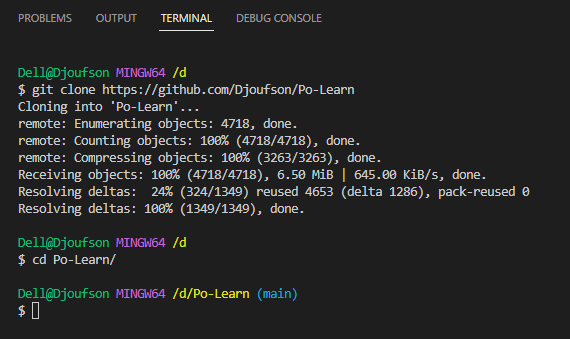 PROBLEMS OUTPUT TERMINAL DEBUG CONSOLE
Dell@Djoufson MINGW64 /d
$ git clone https://github.com/Djoufson/Po-Learn
Cloning into 'Po-Learn'...
remote: Enumerating objects: 4718, done.
remote: Counting objects: 100% (4718/4718), done.
remote: Compressing objects: 100% (3263/3263), done.
Receiving objects: 100% (4718/4718), 6.50 MiB | 645.00 KiB/s, done.
Resolving deltas:  24% (324/1349) reused 4653 (delta 1286), pack-reused 0
Resolving deltas: 100% (1349/1349), done.
Dell@Djoufson MINGW64 /d
$ cd Po-Learn/
Dell@Djoufson MINGW64 /d/Po-Learn (main)
$